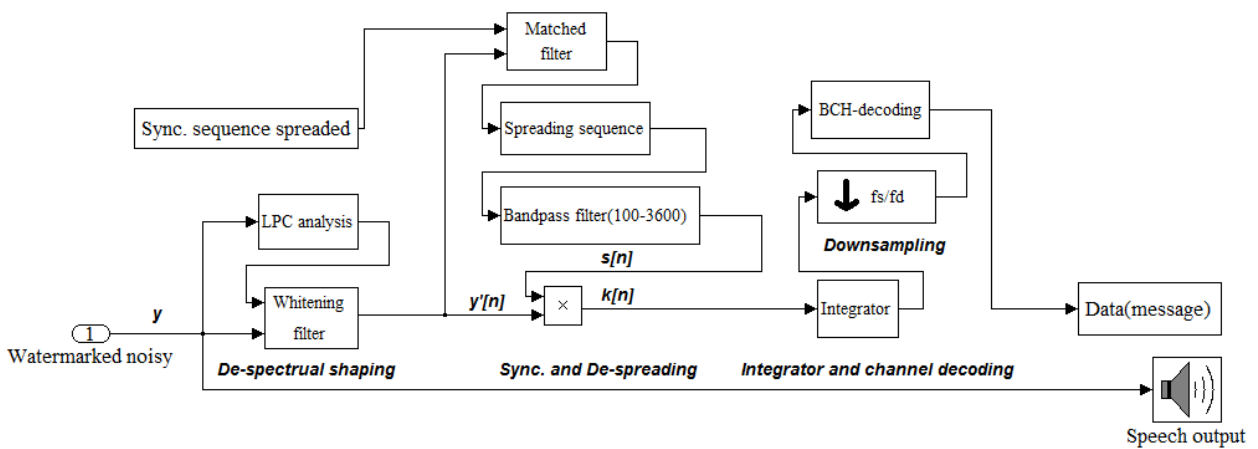 Matched
filter
Sync. sequence spreaded
Spreading sequence
BCH-decoding
fs/fd
Downsampling
LPC analysis
Bandpass filter(100-3600)
s[n]
Whitening
filter
y
1
Watermarked noisy
y'[n]
×
k[n]
Integrator
Data(message)
De-spectrual shaping
Sync. and De-spreading
Integrator and channel decoding
Speech output